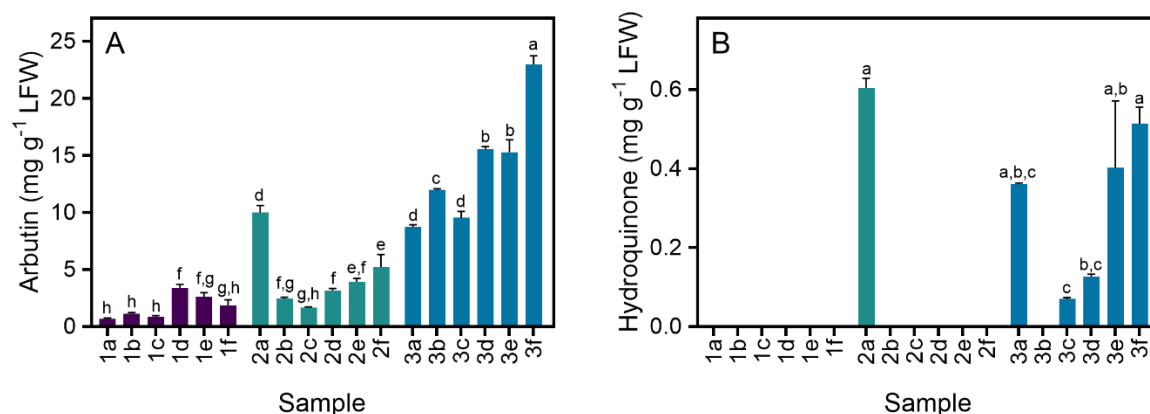 A
Arbutin (mg g⁻¹ LFW)
25
20
15
10
5
0
h
h
h
f
f,g
g,h
d
f,g
g,h
f
e,f
e
d
c
d
b
b
a
1a
1b
1c
1d
1e
1f
2a
2b
2c
2d
2e
2f
3a
3b
3c
3d
3e
3f
Sample
B
Hydroquinone (mg g⁻¹ LFW)
0.6
0.4
0.2
0.0
a
a,b,c
c
b,c
a,b
a
1a
1b
1c
1d
1e
1f
2a
2b
2c
2d
2e
2f
3a
3b
3c
3d
3e
3f
Sample